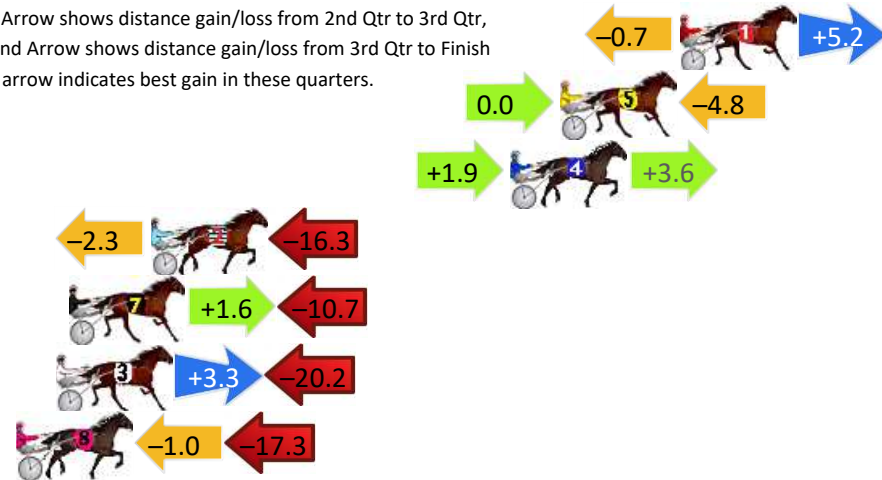 Arrow shows distance gain/loss from 2nd Qtr to 3rd Qtr,
nd Arrow shows distance gain/loss from 3rd Qtr to Finish
arrow indicates best gain in these quarters.
–0.7 1 +5.2
0.0 5 –4.8
+1.9 4 +3.6
–2.3 –16.3
7 +1.6 –10.7
3 +3.3 –20.2
8 –1.0 –17.3